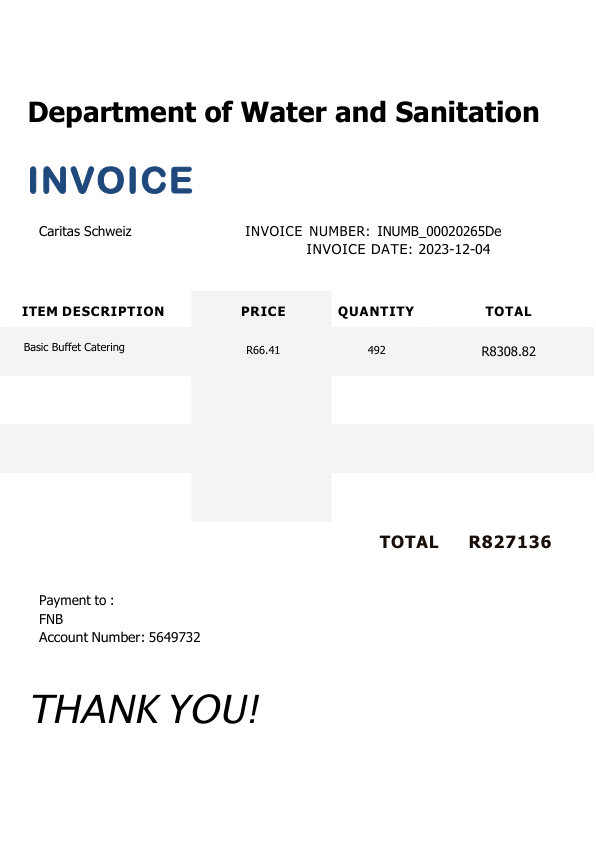 Department of Water and Sanitation
INVOICE
Caritas Schweiz INVOICE NUMBER: INUMB_00020265De
INVOICE DATE: 2023-12-04
ITEM DESCRIPTION PRICE QUANTITY TOTAL
Basic Buffet Catering R66.41 492 R8308.82
TOTAL R827136
Payment to :
FNB
Account Number: 5649732
THANK YOU!